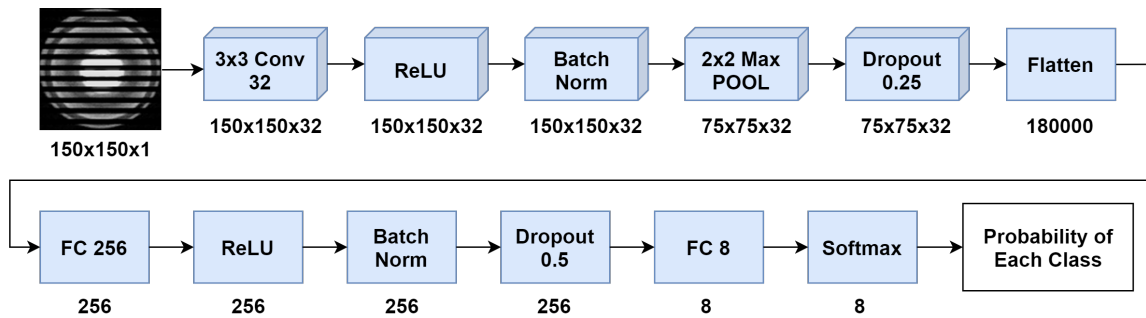 3x3 Conv
32
ReLU
Batch
Norm
2x2 Max
POOL
Dropout
0.25
Flatten
150x150x1
150x150x32
150x150x32
150x150x32
75x75x32
75x75x32
180000
FC 256
ReLU
Batch
Norm
Dropout
0.5
FC 8
Softmax
Probability of
Each Class
256
256
256
256
8
8